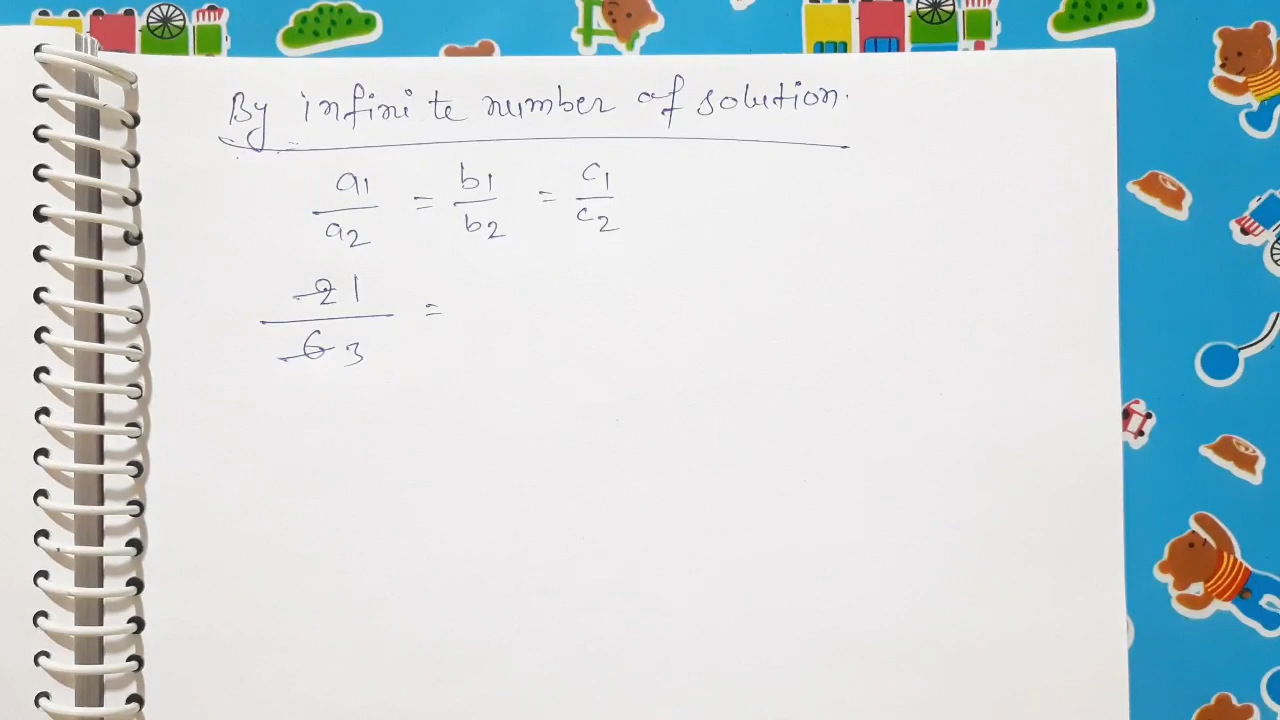 By infinite number of solution.
a1/a2 = b1/b2 = c1/c2
2 1/6 3 =